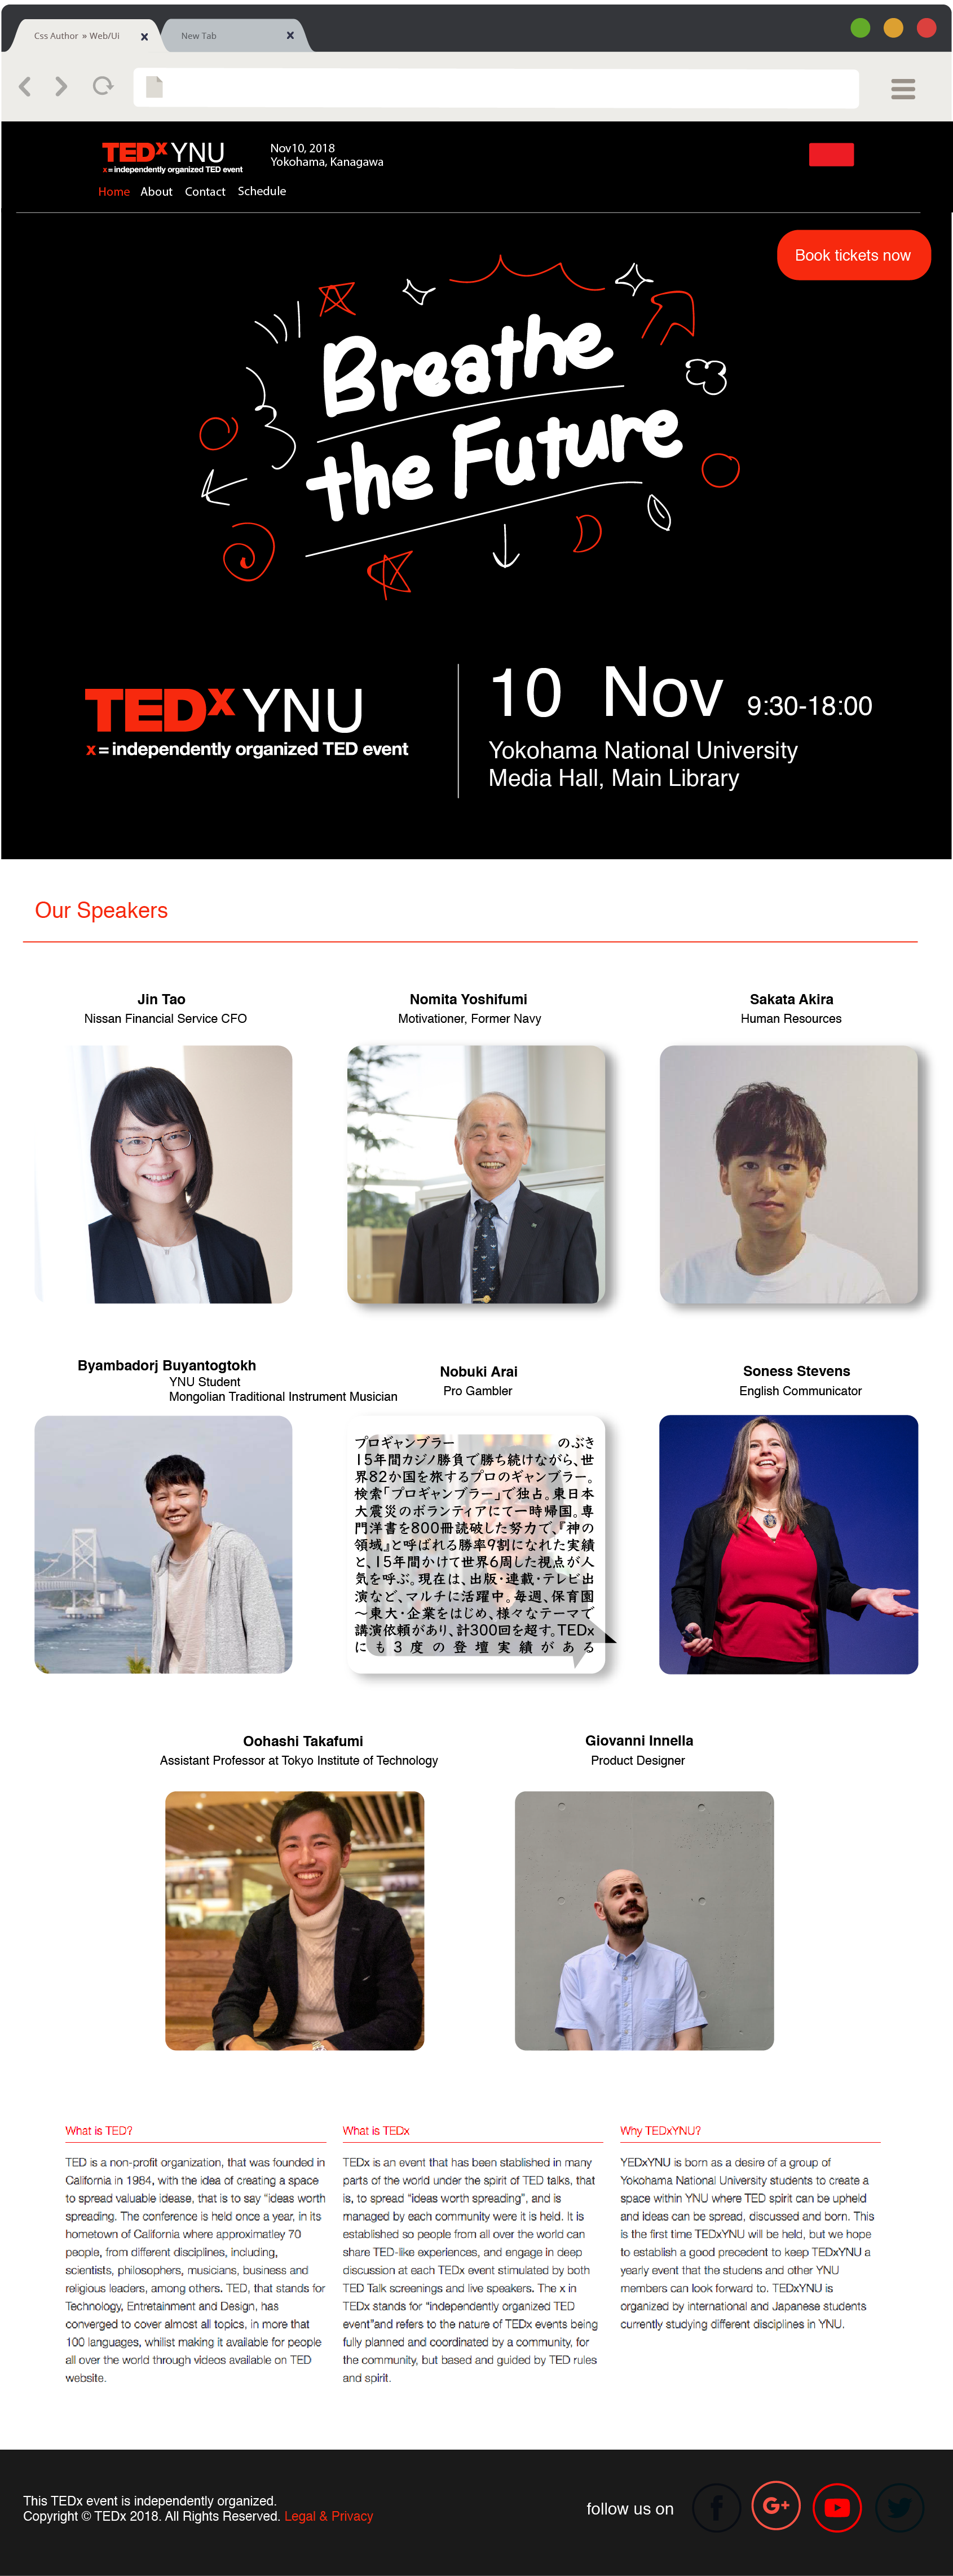 Css Author » Web/Ui x
New Tab x
TEDx YNU
x = independently organized TED event
Nov10, 2018
Yokohama, Kanagawa
Home About Contact Schedule
Book tickets now
Breathe
the Future
TEDx YNU
x = independently organized TED event
10 Nov 9:30-18:00
Yokohama National University
Media Hall, Main Library
Our Speakers
Jin Tao
Nissan Financial Service CFO
Nomita Yoshifumi
Motivationer, Former Navy
Sakata Akira
Human Resources
Byambadorj Buyantogtokh
YNU Student
Mongolian Traditional Instrument Musician
Nobuki Arai
Pro Gambler
Soness Stevens
English Communicator
プロギャンブラー のぶき
15年間カジノ勝負で勝ち続けながら、世
界82か国を旅するプロのギャンブラー。
検索「プロギャンブラー」で独占。東日本
大震災のボランティアにて一時帰国。専
門洋書を800冊読破した努力で、『神の
領域』と呼ばれる勝率9割になれた実績
と、15年間かけて世界6周した視点が人
気を呼ぶ。現在は、出版・連載・テレビ出
演など、マルチに活躍中。毎週、保育園
～東大・企業をはじめ、様々なテーマで
講演依頼があり、計300回を超す。TEDx
にも3度の登壇実績がある
Oohashi Takafumi
Assistant Professor at Tokyo Institute of Technology
Giovanni Innella
Product Designer
What is TED?
TED is a non-profit organization, that was founded in
California in 1984, with the idea of creating a space
to spread valuable idease, that is to say “ideas worth
spreading. The conference is held once a year, in its
hometown of California where approximatley 70
people, from different disciplines, including,
scientists, philosophers, musicians, business and
religious leaders, among others. TED, that stands for
Technology, Entretainment and Design, has
converged to cover almost all topics, in more that
100 languages, whilst making it available for people
all over the world through videos available on TED
website.
What is TEDx
TEDx is an event that has been stablished in many
parts of the world under the spirit of TED talks, that
is, to spread “ideas worth spreading”, and is
managed by each community were it is held. It is
established so people from all over the world can
share TED-like experiences, and engage in deep
discussion at each TEDx event stimulated by both
TED Talk screenings and live speakers. The x in
TEDx stands for “independently organized TED
event”and refers to the nature of TEDx events being
fully planned and coordinated by a community, for
the community, but based and guided by TED rules
and spirit.
Why TEDxYNU?
YEDxYNU is born as a desire of a group of
Yokohama National University students to create a
space within YNU where TED spirit can be upheld
and ideas can be spread, discussed and born. This
is the first time TEDxYNU will be held, but we hope
to establish a good precedent to keep TEDxYNU a
yearly event that the studens and other YNU
members can look forward to. TEDxYNU is
organized by international and Japanese students
currently studying different disciplines in YNU.
This TEDx event is independently organized.
Copyright © TEDx 2018. All Rights Reserved. Legal & Privacy
follow us on f G+